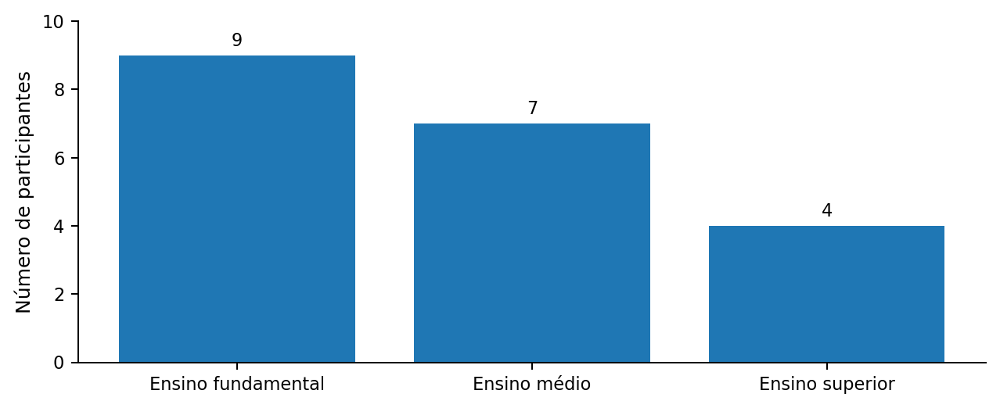 Número de participantes
10
8
6
4
2
0
9
7
4
Ensino fundamental
Ensino médio
Ensino superior